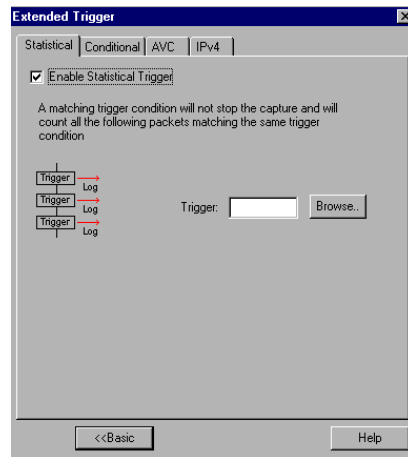 Extended Trigger
Statistical Conditional AVC IPv4
Enable Statistical Trigger
A matching trigger condition will not stop the capture and will
count all the following packets matching the same trigger
condition
Trigger
Log
Trigger
Log
Trigger
Log
Trigger: Browse..
<<Basic Help